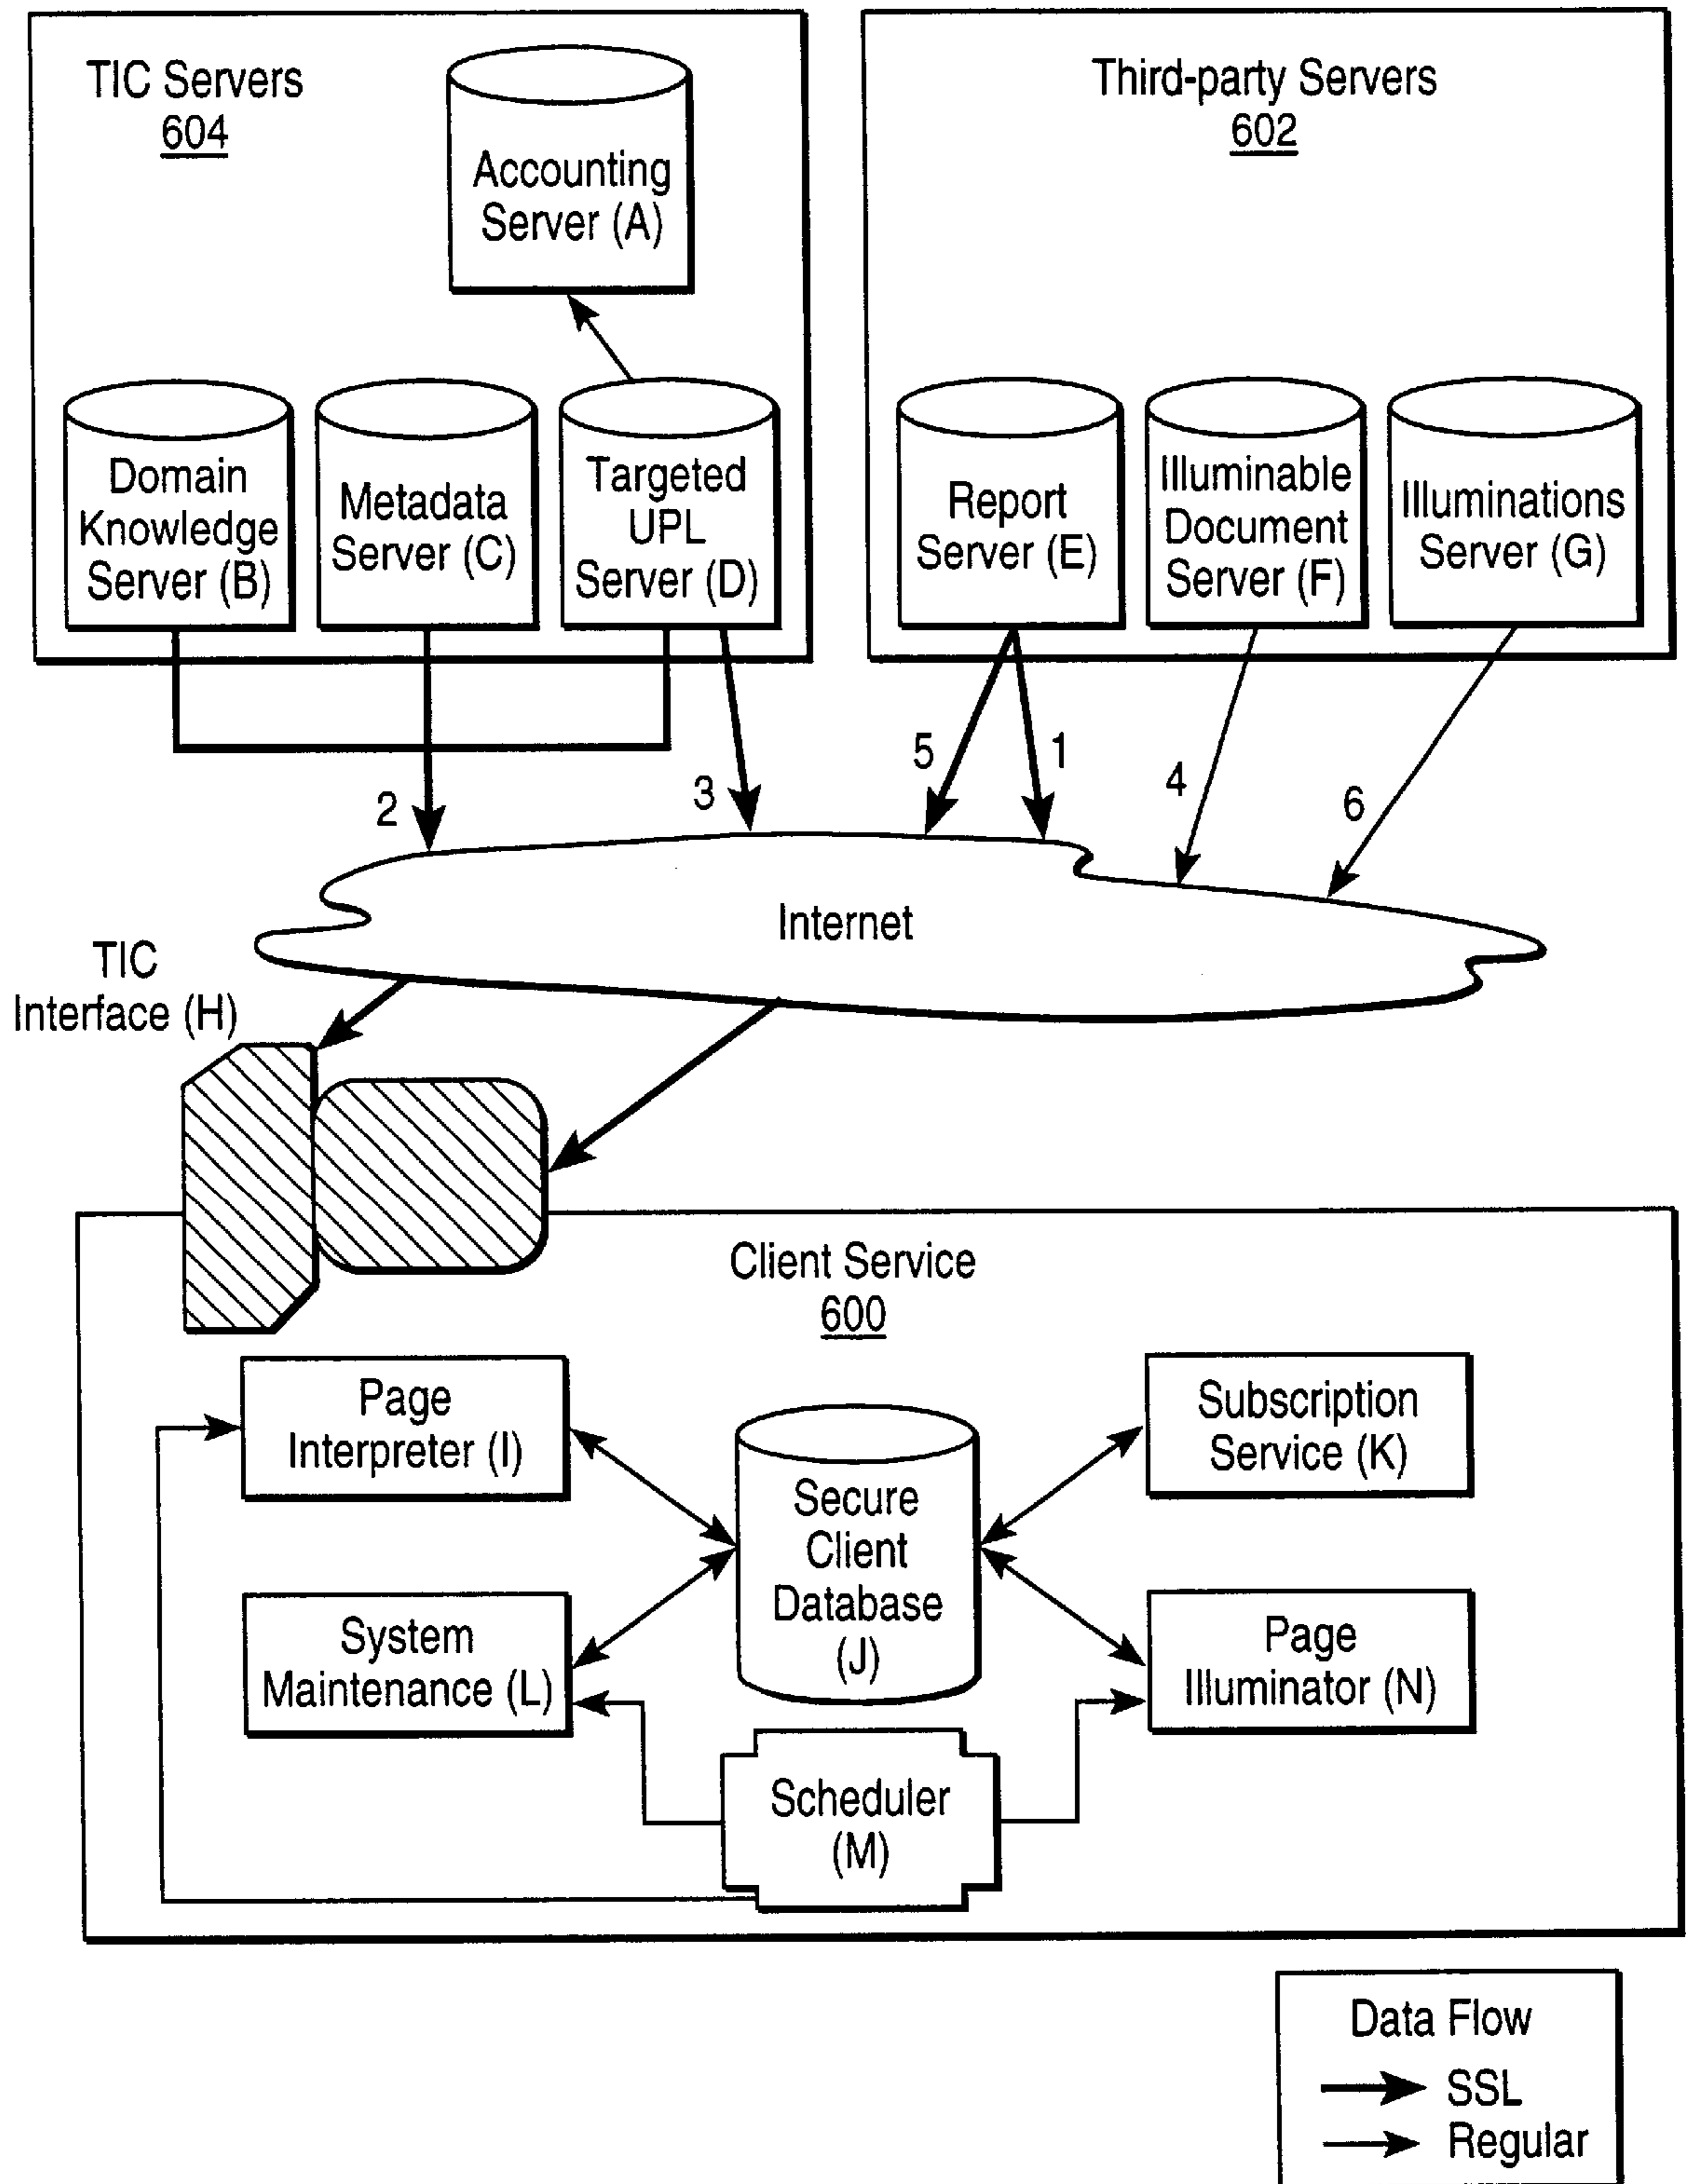 TIC Servers
604
Accounting
Server (A)
Domain
Knowledge
Server (B)
Metadata
Server (C)
Targeted
UPL
Server (D)
Third-party Servers
602
Report
Server (E)
Illuminable
Document
Server (F)
Illuminations
Server (G)
2
3
5
1
4
6
Internet
TIC
Interface (H)
Client Service
600
Page
Interpreter (I)
Secure
Client
Database
(J)
Subscription
Service (K)
System
Maintenance (L)
Page
Illuminator (N)
Scheduler
(M)
Data Flow
SSL
Regular